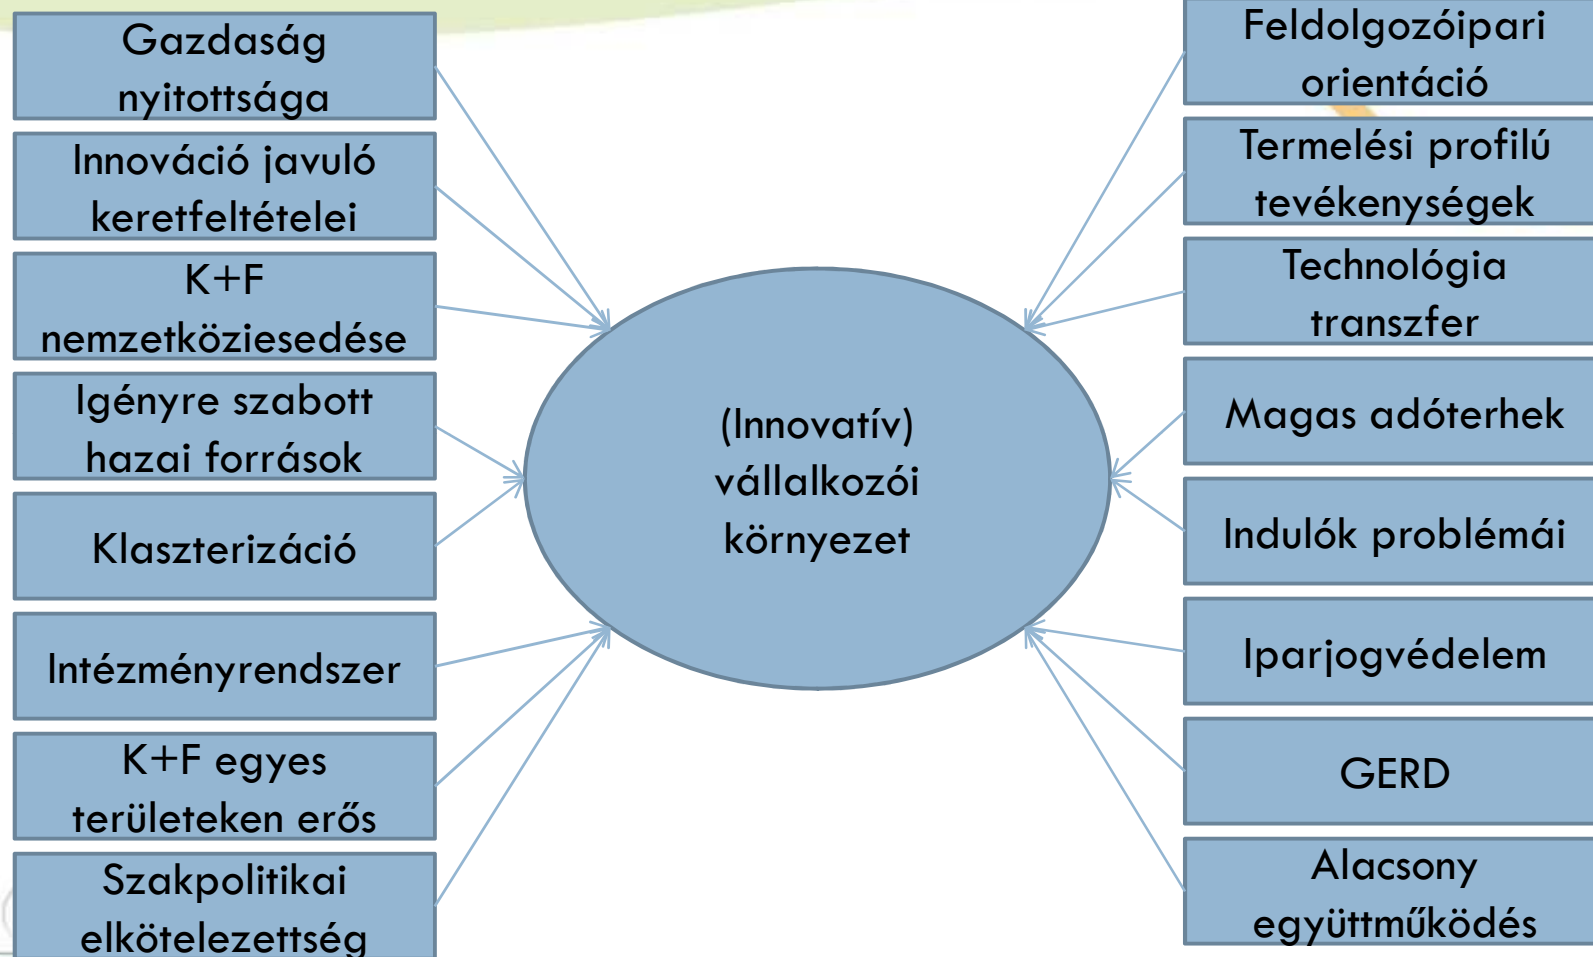 Gazdaság
nyitottsága
Innováció javuló
keretfeltételei
K+F
nemzetköziesedése
Igényre szabott
hazai források
Klaszterizáció
Intézményrendszer
K+F egyes
területeken erős
Szakpolitikai
elkötelezettség
(Innovatív)
vállalkozói
környezet
Feldolgozóipari
orientáció
Termelési profilú
tevékenységek
Technológia
transzfer
Magas adóterhek
Indulók problémái
Iparjogvédelem
GERD
Alacsony
együttműködés